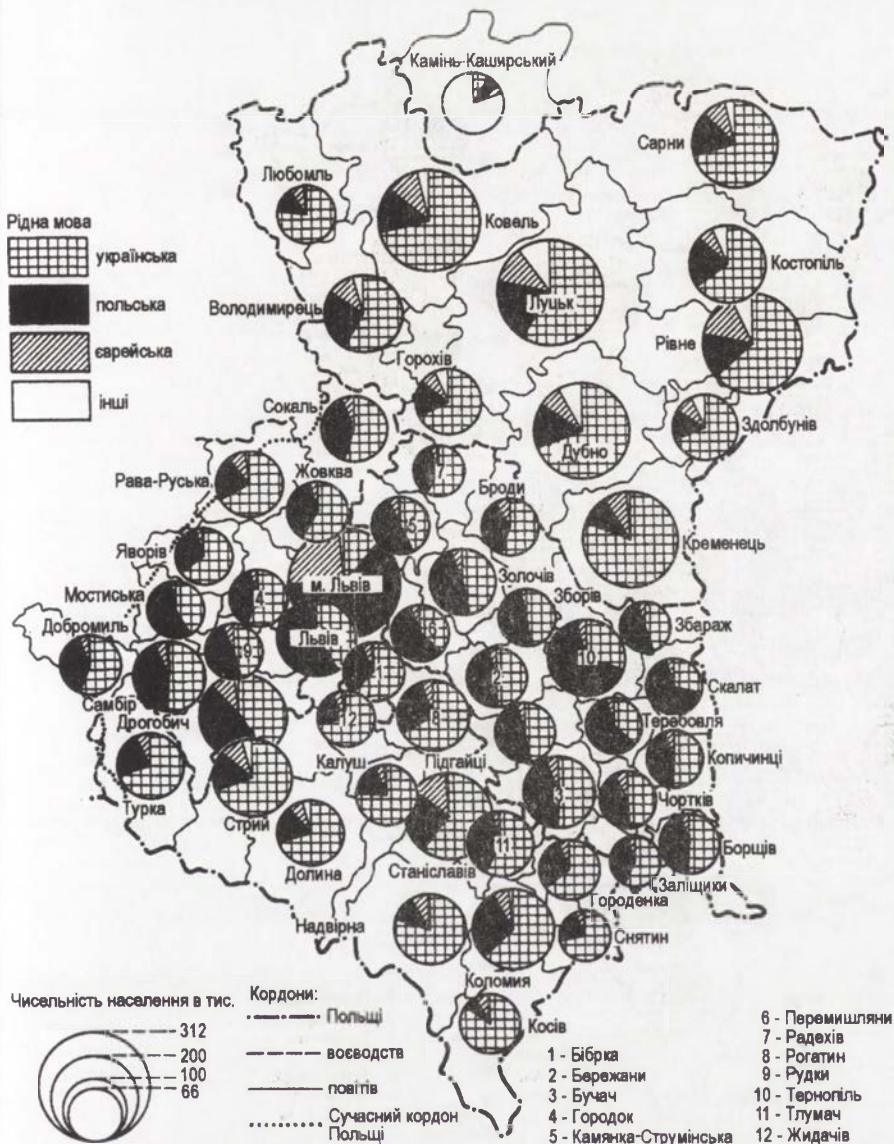 Камінь-Каширський
Сарни
Любомль
Ковель
Рідна мова
українська
польська
єврейська
інші
Костопіль
Луцьк
Володимирець
Рівне
Горохів
Сокаль
Здолбунів
Дубно
Рава-Руська
Жовква
7
Броди
5
Кременець
Яворів
м. Львів
Золочів
Зборів
Мостиська
4
Збараж
Добромиль
Львів
6
9
10
1
2
Скалат
Самбір
Дрогобич
12
8
Теребовля
Калуш
Підгайці
Копичинці
Турка
3
Чортків
Стрий
11
Борщів
Долина
Станіславів
Заліщики
Городенка
Надвірна
Снятин
Коломия
Косів
Чисельність населення в тис.
312
200
100
66
Кордони:
Польщі
воєводств
повітів
Сучасний кордон
Польщі
1 - Бібрка
2 - Бережани
3 - Бучач
4 - Городок
5 - Камянка-Струмінська
6 - Перемишляни
7 - Радехів
8 - Рогатин
9 - Рудки
10 - Тернопіль
11 - Тлумач
12 - Жидачів